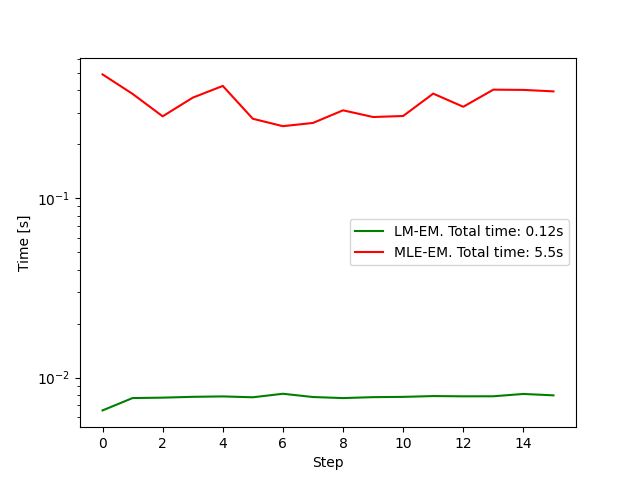 10⁻¹
10⁻²
Time [s]
LM-EM. Total time: 0.12s
MLE-EM. Total time: 5.5s
0 2 4 6 8 10 12 14
Step